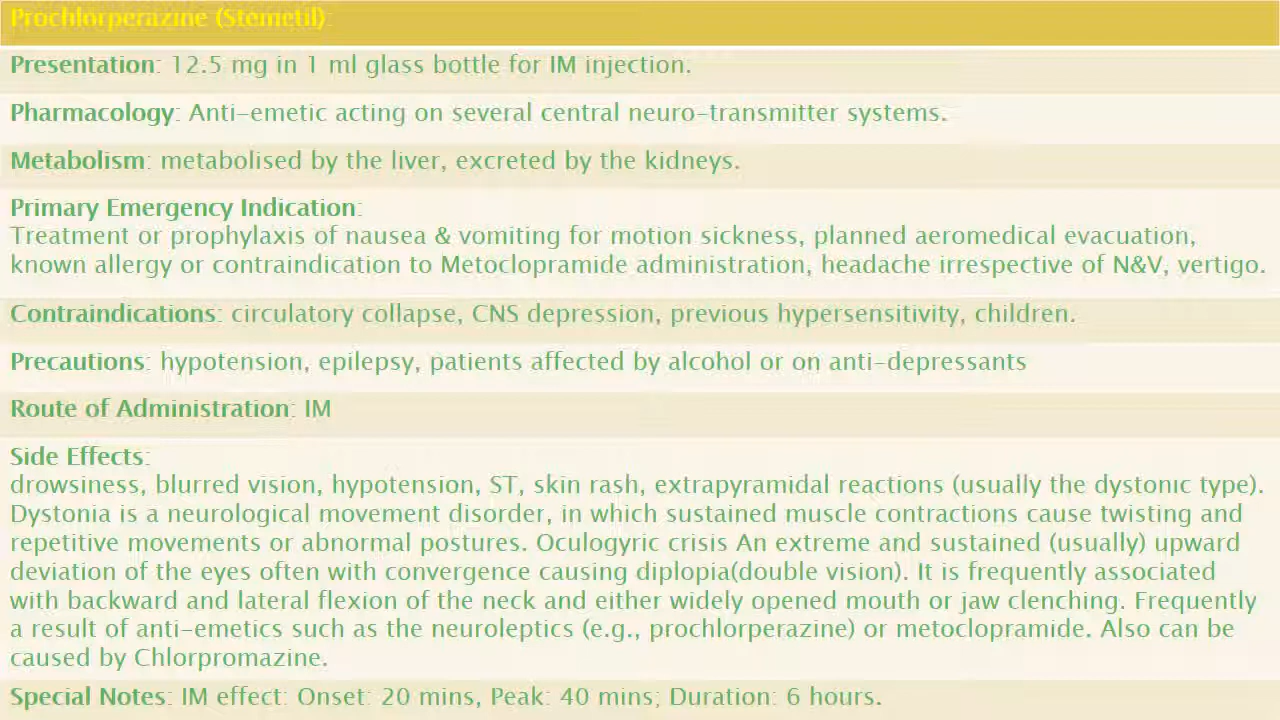 Prochlorperazine (Stemetil):
Presentation: 12.5 mg in 1 ml glass bottle for IM injection.
Pharmacology: Anti-emetic acting on several central neuro-transmitter systems.
Metabolism: metabolised by the liver, excreted by the kidneys.
Primary Emergency Indication:
Treatment or prophylaxis of nausea & vomiting for motion sickness, planned aeromedical evacuation,
known allergy or contraindication to Metoclopramide administration, headache irrespective of N&V, vertigo.
Contraindications: circulatory collapse, CNS depression, previous hypersensitivity, children.
Precautions: hypotension, epilepsy, patients affected by alcohol or on anti-depressants
Route of Administration: IM
Side Effects:
drowsiness, blurred vision, hypotension, ST, skin rash, extrapyramidal reactions (usually the dystonic type).
Dystonia is a neurological movement disorder, in which sustained muscle contractions cause twisting and
repetitive movements or abnormal postures. Oculogyric crisis An extreme and sustained (usually) upward
deviation of the eyes often with convergence causing diplopia(double vision). It is frequently associated
with backward and lateral flexion of the neck and either widely opened mouth or jaw clenching. Frequently
a result of anti-emetics such as the neuroleptics (e.g., prochlorperazine) or metoclopramide. Also can be
caused by Chlorpromazine.
Special Notes: IM effect: Onset: 20 mins, Peak: 40 mins; Duration: 6 hours.